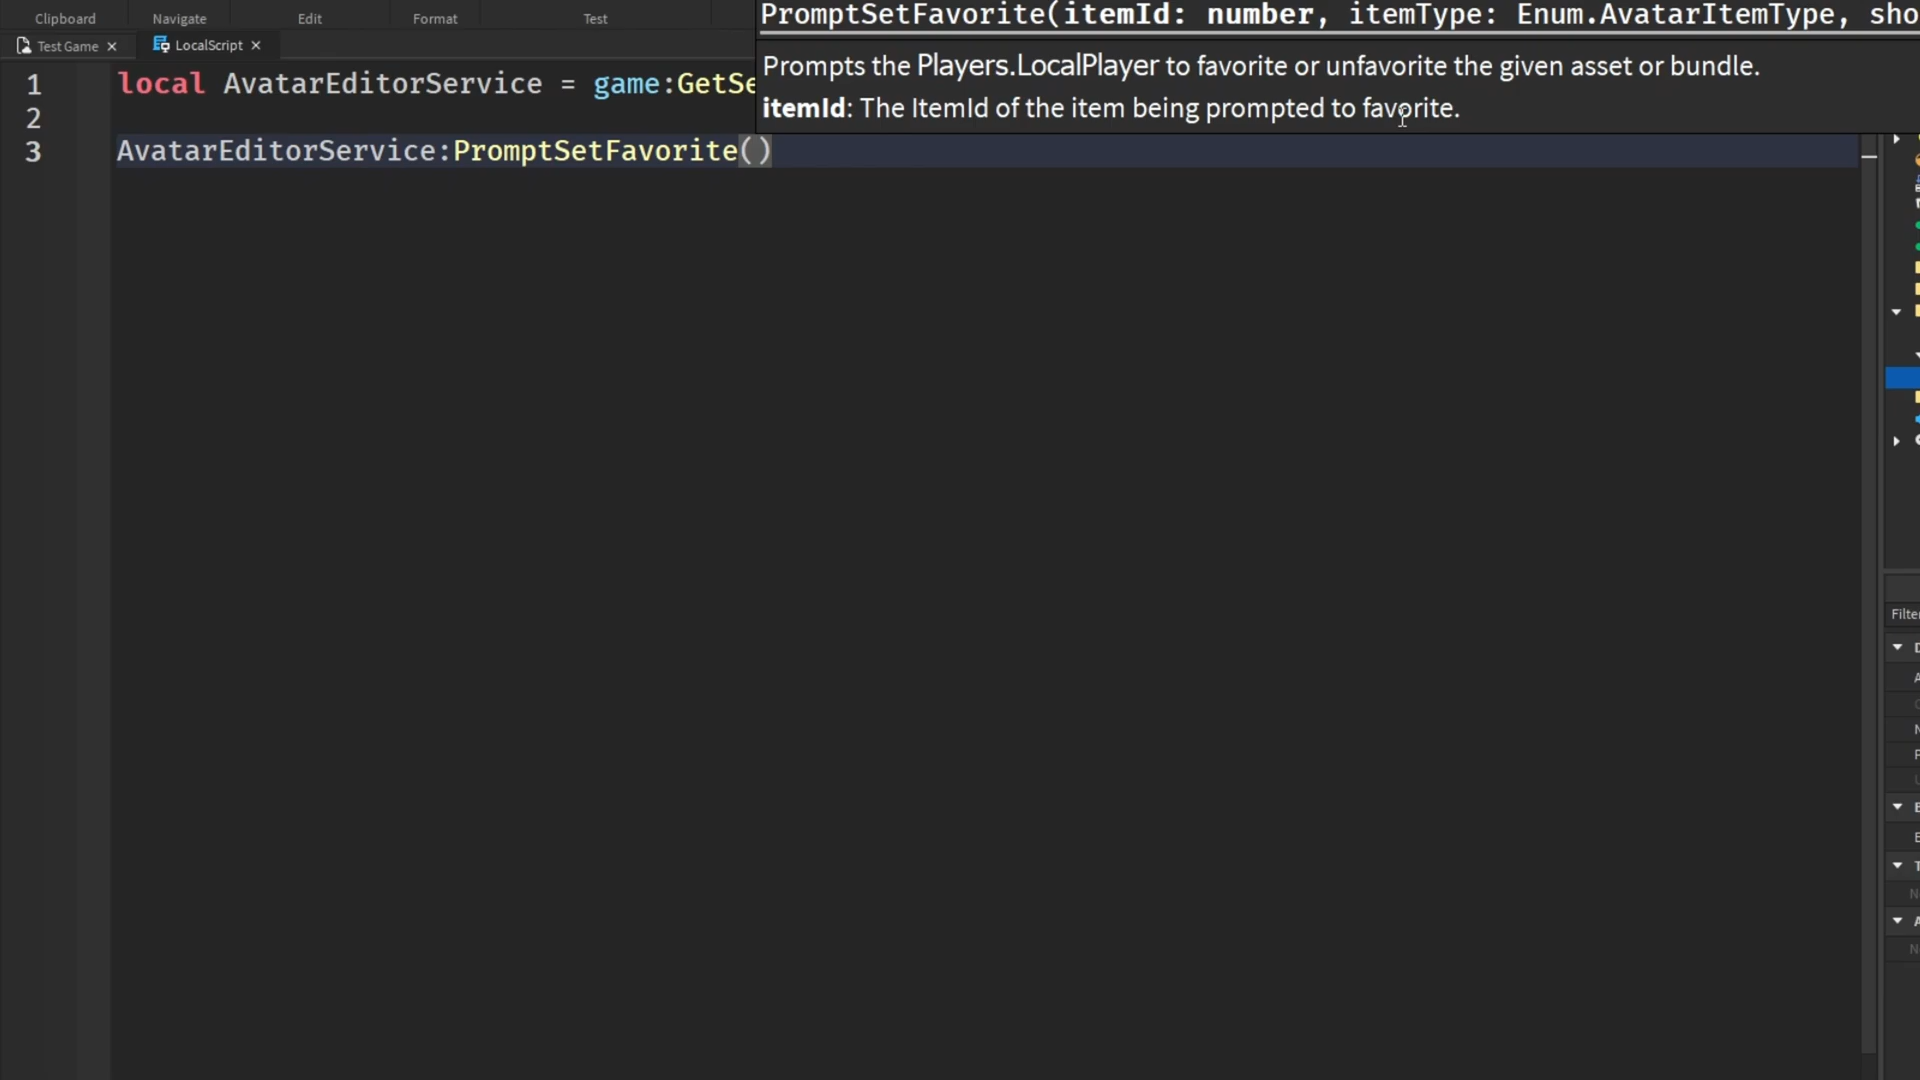 Clipboard Navigate Edit Format Test
Test Game LocalScript
PromptSetFavorite(itemId: number, itemType: Enum.AvatarItemType, sho
Prompts the Players.LocalPlayer to favorite or unfavorite the given asset or bundle.
itemId: The ItemId of the item being prompted to favorite.
1 local AvatarEditorService = game:GetSe
2
3 AvatarEditorService:PromptSetFavorite()
Filte